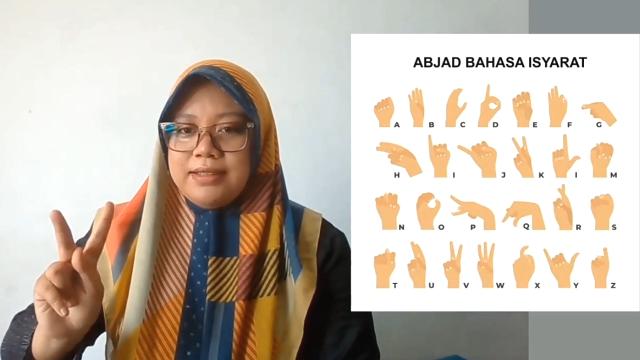 ABJAD BAHASA ISYARAT
A B C D E F G
H I J K l M
N O P Q R S
T U V W X Y Z